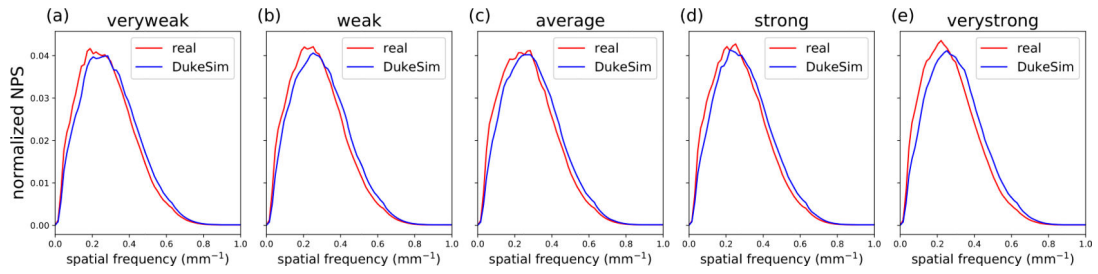 (a) veryweak
(b) weak
(c) average
(d) strong
(e) verystrong
normalized NPS
0.04
0.03
0.02
0.01
0.00
real
DukeSim
real
DukeSim
real
DukeSim
real
DukeSim
real
DukeSim
0.0 0.2 0.4 0.6 0.8 1.0
0.0 0.2 0.4 0.6 0.8 1.0
0.0 0.2 0.4 0.6 0.8 1.0
0.0 0.2 0.4 0.6 0.8 1.0
0.0 0.2 0.4 0.6 0.8 1.0
spatial frequency (mm⁻¹)
spatial frequency (mm⁻¹)
spatial frequency (mm⁻¹)
spatial frequency (mm⁻¹)
spatial frequency (mm⁻¹)